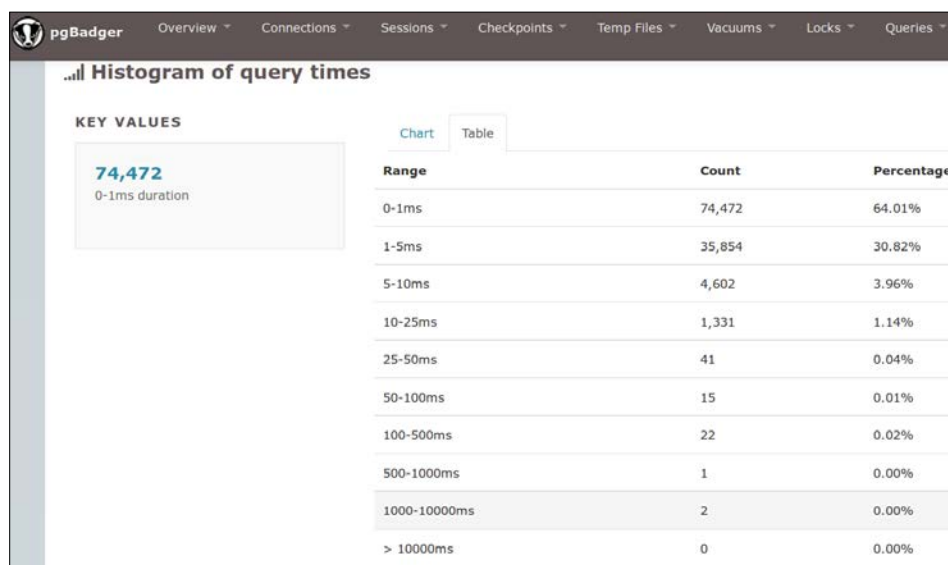 pgBadger Overview Connections Sessions Checkpoints Temp Files Vacuums Locks Queries
Histogram of query times
KEY VALUES
74,472
0-1ms duration
Chart Table
Range Count Percentage
0-1ms 74,472 64.01%
1-5ms 35,854 30.82%
5-10ms 4,602 3.96%
10-25ms 1,331 1.14%
25-50ms 41 0.04%
50-100ms 15 0.01%
100-500ms 22 0.02%
500-1000ms 1 0.00%
1000-10000ms 2 0.00%
> 10000ms 0 0.00%